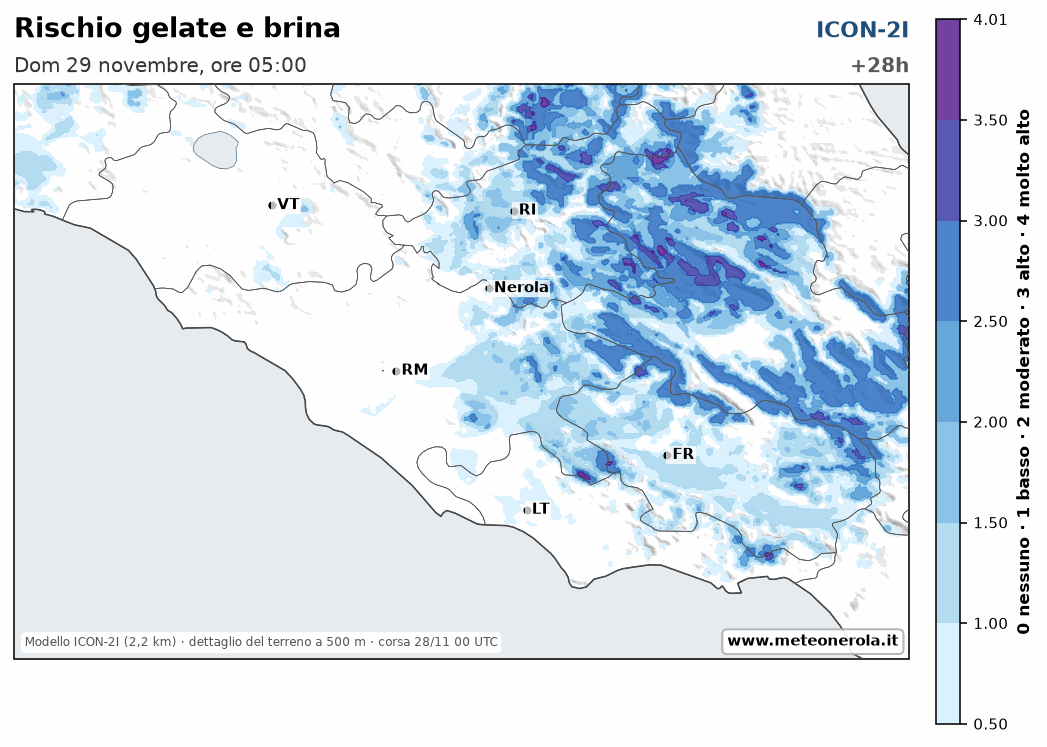 Rischio gelate e brina
ICON-2I
Dom 29 novembre, ore 05:00
+28h
VT
RI
Nerola
RM
FR
LT
Modello ICON-2I (2,2 km) · dettaglio del terreno a 500 m · corsa 28/11 00 UTC
www.meteonerola.it
4.01
3.50
3.00
2.50
2.00
1.50
1.00
0.50
0 nessuno · 1 basso · 2 moderato · 3 alto · 4 molto alto